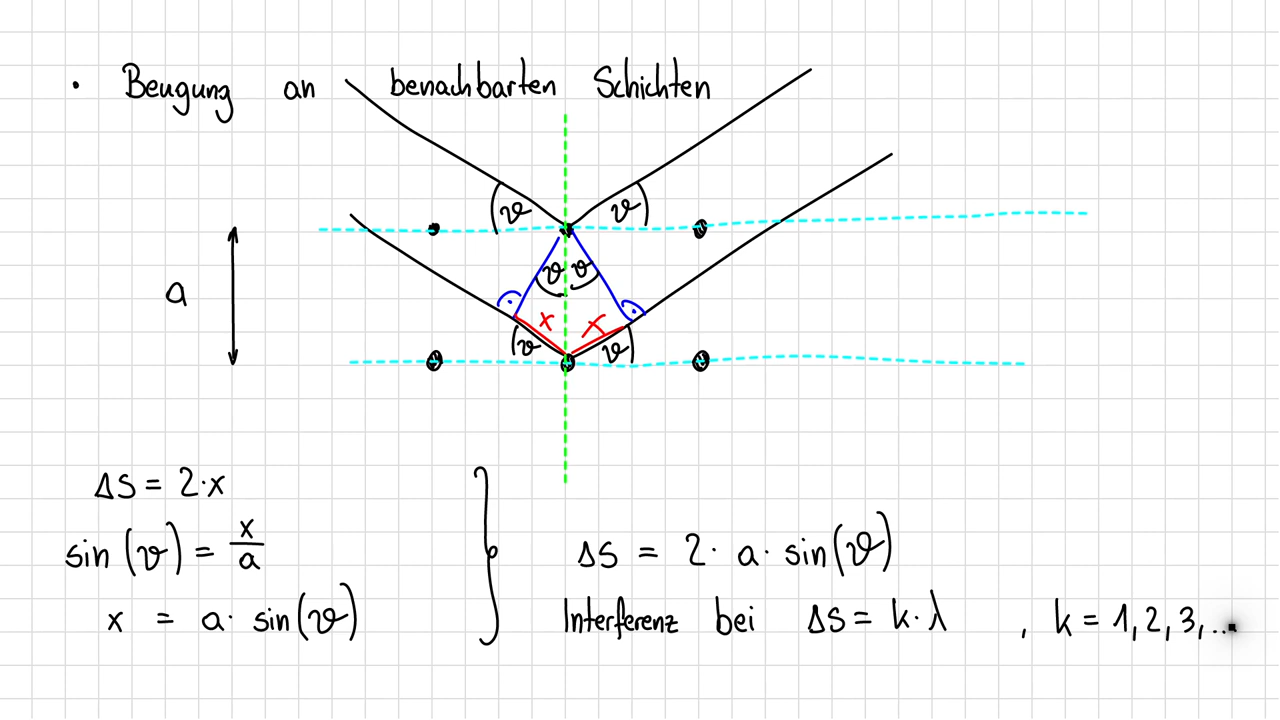 • Beugung an benachbarten Schichten
ϑ ϑ
a
ϑ ϑ
x x
ϑ ϑ
Δs = 2·x
sin(ϑ) = x/a
x = a· sin(ϑ)
Δs = 2· a· sin(ϑ)
Interferenz bei Δs = k·λ , k = 1,2,3,...